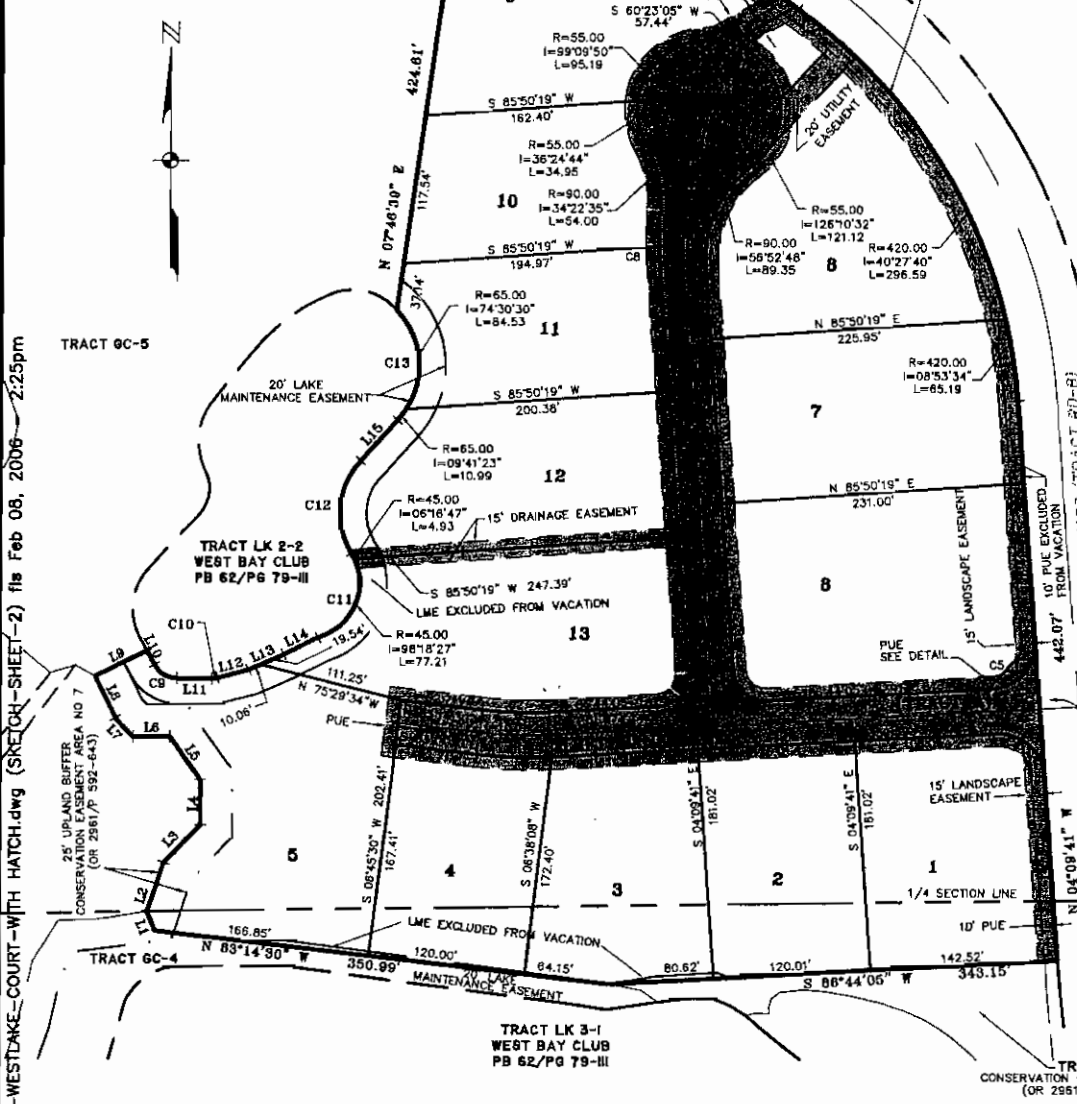 S 60°23'05" W
57.44'
R=55.00
I=99°09'50"
L=95.19
424.61'
S 85°50'19" W
162.40'
20' UTILITY
EASEMENT
R=55.00
I=36°24'44"
L=34.95
10
R=90.00
I=34°22'35"
L=54.00
117.54'
N 07°46'39" E
R=55.00
I=126°10'32"
L=121.12
R=90.00
I=56°52'48"
L=89.35
8
R=420.00
I=40°27'40"
L=296.59
S 85°50'19" W
194.97'
C8
37.14'
R=65.00
I=74°30'30"
L=84.53
11
N 85°50'19" E
225.95'
TRACT GC-5
C13
20' LAKE
MAINTENANCE EASEMENT
S 85°50'19" W
200.38'
R=420.00
I=08°53'34"
L=65.19
7
L15
R=65.00
I=09°41'23"
L=10.99
12
N 85°50'19" E
231.00'
C12
R=45.00
I=06°16'47"
L=4.93
15' DRAINAGE EASEMENT
15' LANDSCAPE EASEMENT
10' PUE EXCLUDED
FROM VACATION
TRACT LK 2-2
WEST BAY CLUB
PB 62/PG 79-111
S 85°50'19" W 247.39'
LME EXCLUDED FROM VACATION
C11
13
R=45.00
I=98°18'27"
L=77.21
C10
L9
L10
C9
L11
L12
L13
L14
19.54'
PUE
SEE DETAIL
C5
442.07'
111.25'
N 75°29'34"W
10.06'
PUE
L8
L7
L6
L5
L4
L3
L2
L1
25' UPLAND BUFFER
CONSERVATION EASEMENT AREA NO 7
(OR 2961/P 592-643)
5
S 06°45'30" W 202.41'
167.41'
4
S 06°38'08" W
172.40'
3
S 04°09'41" E
181.02'
2
S 04°09'41" E
181.02'
1
15' LANDSCAPE
EASEMENT
1/4 SECTION LINE
10' PUE
N 04°09'41" W
166.85'
N 83°14'30" W
350.99'
LME EXCLUDED FROM VACATION
120.00'
20' LAKE
MAINTENANCE EASEMENT
64.15'
80.62'
120.01'
S 86°44'05" W
142.52'
343.15'
TRACT GC-4
TRACT LK 3-1
WEST BAY CLUB
PB 62/PG 79-111
TR
CONSERVATION
(OR 2961
-WESTLAKE-COURT-WITH HATCH.dwg (SKETCH-SHEET-2) fls Feb 08, 2006 - 2:25pm